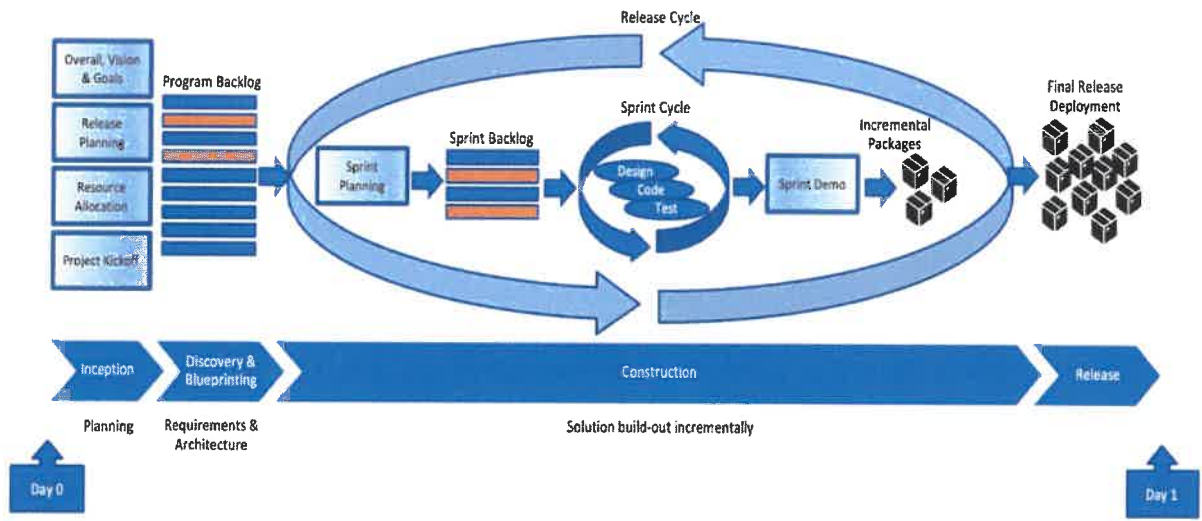 Release Cycle
Overall, Vision
& Goals
Program Backlog
Release
Planning
Resource
Allocation
Project Kickoff
Sprint
Planning
Sprint Backlog
Sprint Cycle
Design
Code
Test
Sprint Demo
Incremental
Packages
Final Release
Deployment
Inception
Discovery &
Blueprinting
Construction
Release
Planning
Requirements &
Architecture
Solution build-out incrementally
Day 0
Day 1